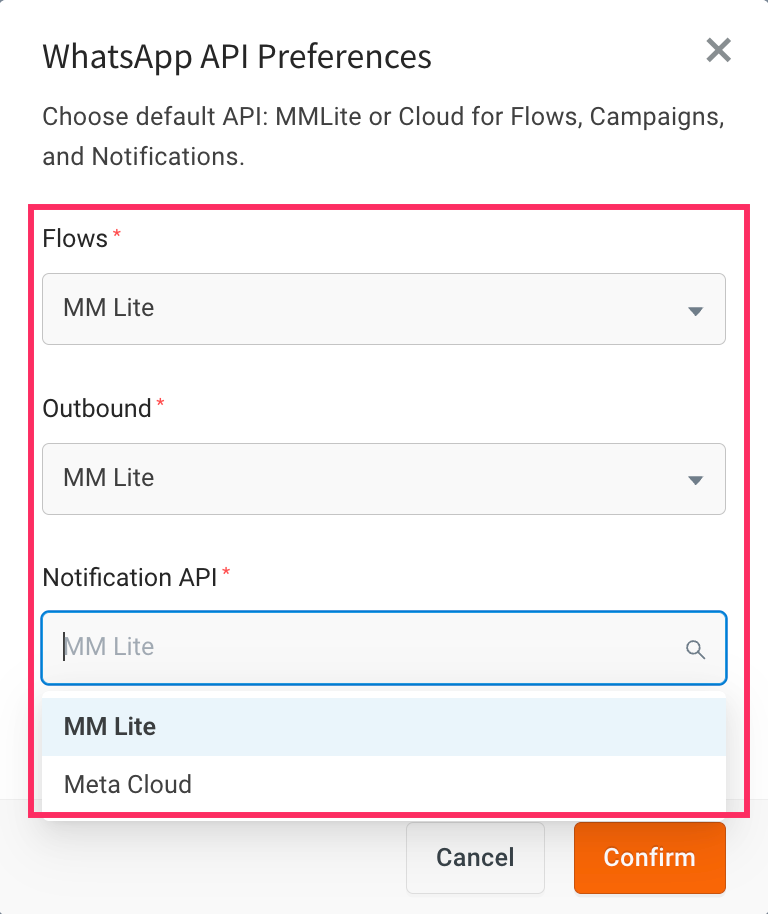 WhatsApp API Preferences
Choose default API: MMLite or Cloud for Flows, Campaigns,
and Notifications.
Flows *
MM Lite
Outbound *
MM Lite
Notification API *
MM Lite
MM Lite
Meta Cloud
Cancel
Confirm